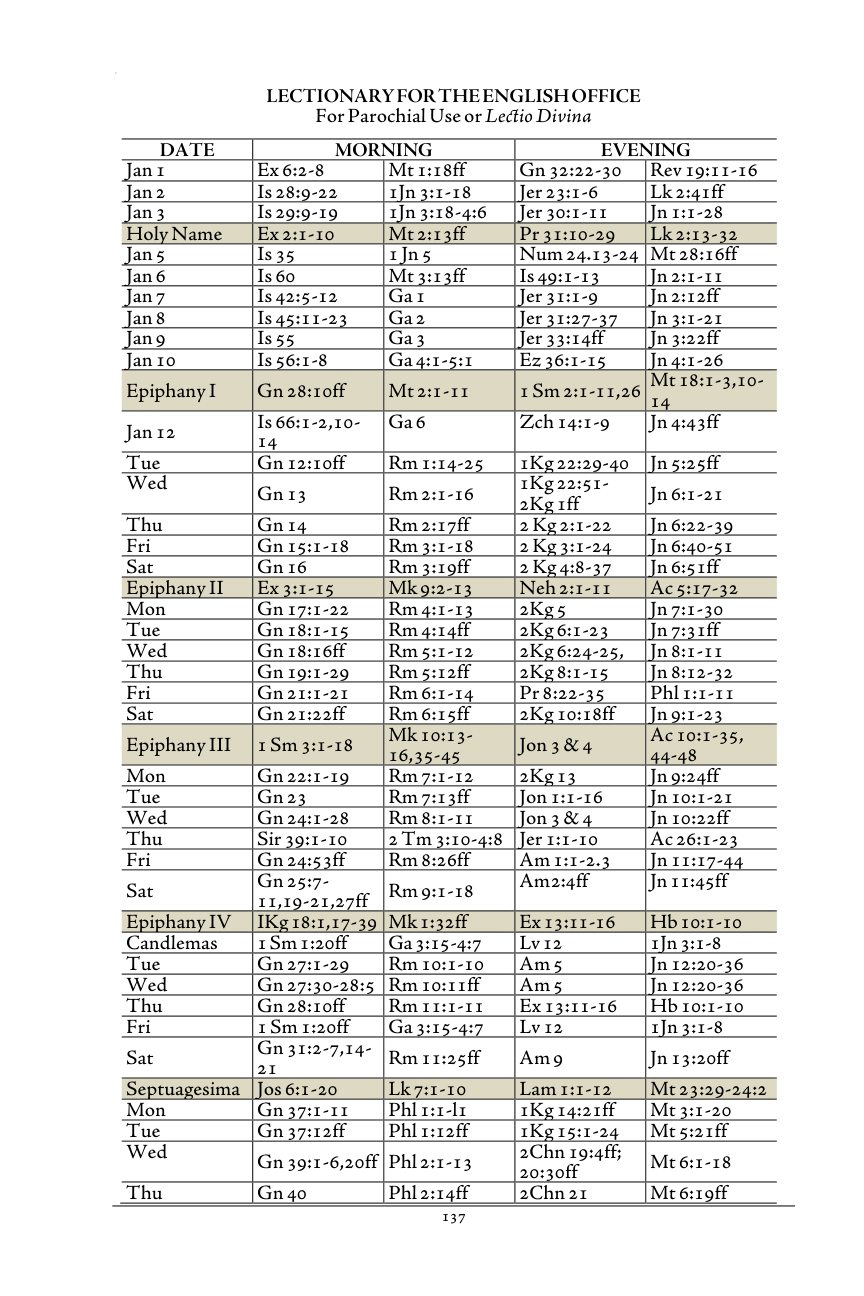 LECTIONARY FOR THE ENGLISH OFFICE
For Parochial Use or Lectio Divina
DATE MORNING EVENING
Jan 1 Ex 6:2-8 Mt 1:18ff Gn 32:22-30 Rev 19:11-16
Jan 2 Is 28:9-22 1Jn 3:1-18 Jer 23:1-6 Lk 2:41ff
Jan 3 Is 29:9-19 1Jn 3:18-4:6 Jer 30:1-11 Jn 1:1-28
Holy Name Ex 2:1-10 Mt 2:13ff Pr 31:10-29 Lk 2:13-32
Jan 5 Is 35 1 Jn 5 Num 24.13-24 Mt 28:16ff
Jan 6 Is 60 Mt 3:13ff Is 49:1-13 Jn 2:1-11
Jan 7 Is 42:5-12 Ga 1 Jer 31:1-9 Jn 2:12ff
Jan 8 Is 45:11-23 Ga 2 Jer 31:27-37 Jn 3:1-21
Jan 9 Is 55 Ga 3 Jer 33:14ff Jn 3:22ff
Jan 10 Is 56:1-8 Ga 4:1-5:1 Ez 36:1-15 Jn 4:1-26
Epiphany I Gn 28:10ff Mt 2:1-11 1 Sm 2:1-11,26 Mt 18:1-3,10-
14
Jan 12 Is 66:1-2,10- Ga 6 Zch 14:1-9 Jn 4:43ff
14
Tue Gn 12:10ff Rm 1:14-25 1Kg 22:29-40 Jn 5:25ff
Wed Gn 13 Rm 2:1-16 1Kg 22:51- Jn 6:1-21
2Kg 1ff
Thu Gn 14 Rm 2:17ff 2 Kg 2:1-22 Jn 6:22-39
Fri Gn 15:1-18 Rm 3:1-18 2 Kg 3:1-24 Jn 6:40-51
Sat Gn 16 Rm 3:19ff 2 Kg 4:8-37 Jn 6:51ff
Epiphany II Ex 3:1-15 Mk 9:2-13 Neh 2:1-11 Ac 5:17-32
Mon Gn 17:1-22 Rm 4:1-13 2Kg 5 Jn 7:1-30
Tue Gn 18:1-15 Rm 4:14ff 2Kg 6:1-23 Jn 7:31ff
Wed Gn 18:16ff Rm 5:1-12 2Kg 6:24-25, Jn 8:1-11
Thu Gn 19:1-29 Rm 5:12ff 2Kg 8:1-15 Jn 8:12-32
Fri Gn 21:1-21 Rm 6:1-14 Pr 8:22-35 Phl 1:1-11
Sat Gn 21:22ff Rm 6:15ff 2Kg 10:18ff Jn 9:1-23
Epiphany III 1 Sm 3:1-18 Mk 10:13- Jon 3 & 4 Ac 10:1-35,
16,35-45 44-48
Mon Gn 22:1-19 Rm 7:1-12 2Kg 13 Jn 9:24ff
Tue Gn 23 Rm 7:13ff Jon 1:1-16 Jn 10:1-21
Wed Gn 24:1-28 Rm 8:1-11 Jon 3 & 4 Jn 10:22ff
Thu Sir 39:1-10 2 Tm 3:10-4:8 Jer 1:1-10 Ac 26:1-23
Fri Gn 24:53ff Rm 8:26ff Am 1:1-2.3 Jn 11:17-44
Sat Gn 25:7- Rm 9:1-18 Am2:4ff Jn 11:45ff
11,19-21,27ff
Epiphany IV IKg 18:1,17-39 Mk 1:32ff Ex 13:11-16 Hb 10:1-10
Candlemas 1 Sm 1:20ff Ga 3:15-4:7 Lv 12 1Jn 3:1-8
Tue Gn 27:1-29 Rm 10:1-10 Am 5 Jn 12:20-36
Wed Gn 27:30-28:5 Rm 10:11ff Am 5 Jn 12:20-36
Thu Gn 28:10ff Rm 11:1-11 Ex 13:11-16 Hb 10:1-10
Fri 1 Sm 1:20ff Ga 3:15-4:7 Lv 12 1Jn 3:1-8
Sat Gn 31:2-7,14- Rm 11:25ff Am 9 Jn 13:20ff
21
Septuagesima Jos 6:1-20 Lk 7:1-10 Lam 1:1-12 Mt 23:29-24:2
Mon Gn 37:1-11 Phl 1:1-l1 1Kg 14:21ff Mt 3:1-20
Tue Gn 37:12ff Phl 1:12ff 1Kg 15:1-24 Mt 5:21ff
Wed Gn 39:1-6,20ff Phl 2:1-13 2Chn 19:4ff; Mt 6:1-18
20:30ff
Thu Gn 40 Phl 2:14ff 2Chn 21 Mt 6:19ff
137